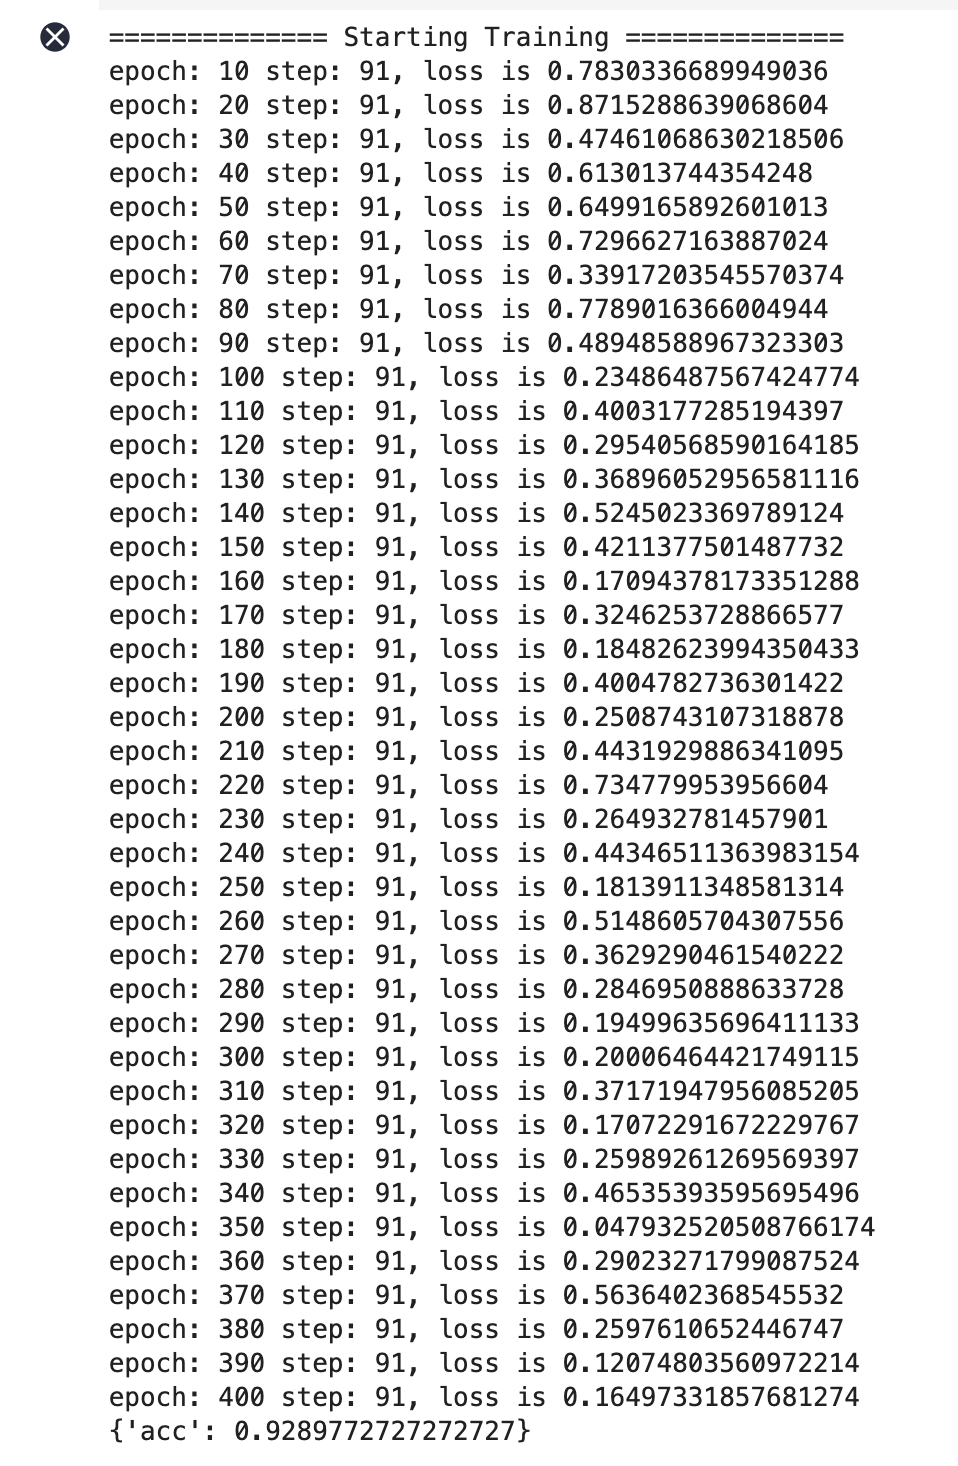 ============== Starting Training ==============
epoch: 10 step: 91, loss is 0.7830336689949036
epoch: 20 step: 91, loss is 0.8715288639068604
epoch: 30 step: 91, loss is 0.47461068630218506
epoch: 40 step: 91, loss is 0.613013744354248
epoch: 50 step: 91, loss is 0.6499165892601013
epoch: 60 step: 91, loss is 0.7296627163887024
epoch: 70 step: 91, loss is 0.33917203545570374
epoch: 80 step: 91, loss is 0.7789016366004944
epoch: 90 step: 91, loss is 0.48948588967323303
epoch: 100 step: 91, loss is 0.23486487567424774
epoch: 110 step: 91, loss is 0.4003177285194397
epoch: 120 step: 91, loss is 0.29540568590164185
epoch: 130 step: 91, loss is 0.36896052956581116
epoch: 140 step: 91, loss is 0.5245023369789124
epoch: 150 step: 91, loss is 0.4211377501487732
epoch: 160 step: 91, loss is 0.17094378173351288
epoch: 170 step: 91, loss is 0.3246253728866577
epoch: 180 step: 91, loss is 0.18482623994350433
epoch: 190 step: 91, loss is 0.4004782736301422
epoch: 200 step: 91, loss is 0.2508743107318878
epoch: 210 step: 91, loss is 0.4431929886341095
epoch: 220 step: 91, loss is 0.734779953956604
epoch: 230 step: 91, loss is 0.264932781457901
epoch: 240 step: 91, loss is 0.44346511363983154
epoch: 250 step: 91, loss is 0.1813911348581314
epoch: 260 step: 91, loss is 0.5148605704307556
epoch: 270 step: 91, loss is 0.3629290461540222
epoch: 280 step: 91, loss is 0.2846950888633728
epoch: 290 step: 91, loss is 0.19499635696411133
epoch: 300 step: 91, loss is 0.20006464421749115
epoch: 310 step: 91, loss is 0.37171947956085205
epoch: 320 step: 91, loss is 0.17072291672229767
epoch: 330 step: 91, loss is 0.25989261269569397
epoch: 340 step: 91, loss is 0.46535393595695496
epoch: 350 step: 91, loss is 0.047932520508766174
epoch: 360 step: 91, loss is 0.29023271799087524
epoch: 370 step: 91, loss is 0.5636402368545532
epoch: 380 step: 91, loss is 0.2597610652446747
epoch: 390 step: 91, loss is 0.12074803560972214
epoch: 400 step: 91, loss is 0.16497331857681274
{'acc': 0.9289772727272727}